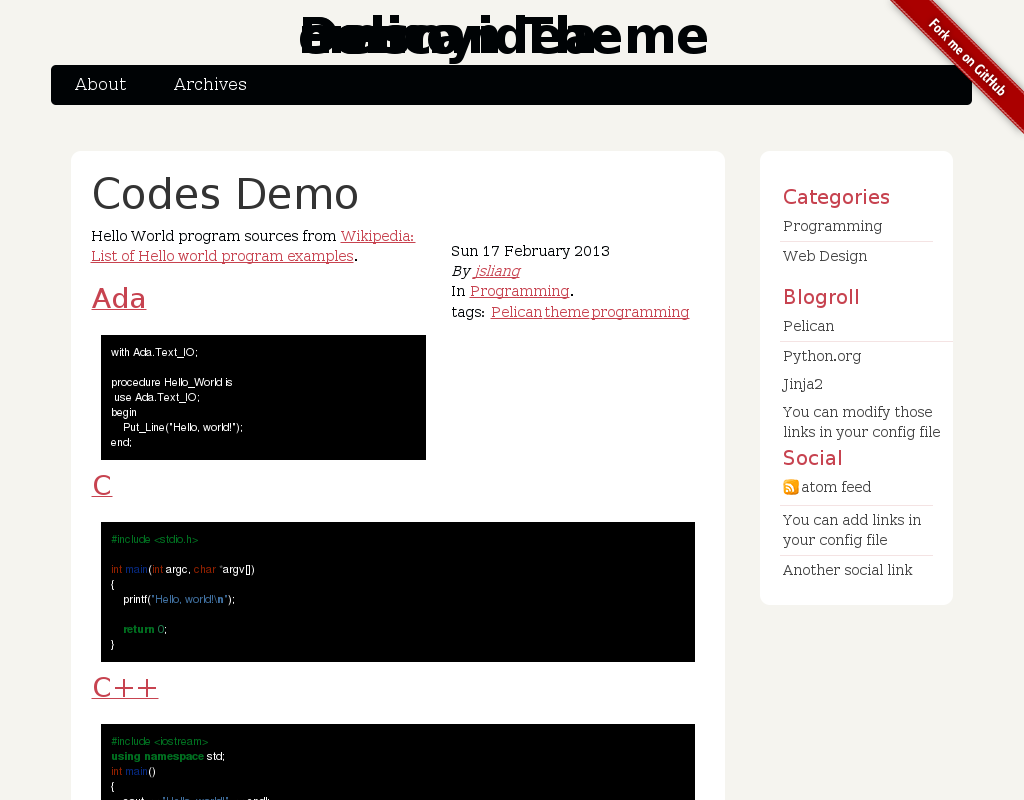 Theme
Fork me on GitHub
About Archives
Codes Demo
Hello World program sources from Wikipedia:
List of Hello world program examples.
Sun 17 February 2013
By jsliang
In Programming.
tags: Pelican theme programming
Ada
with Ada.Text_IO;
procedure Hello_World is
use Ada.Text_IO;
begin
Put_Line("Hello, world!");
end;
C
#include <stdio.h>
int main(int argc, char *argv[])
{
printf("Hello, world!\n");
return 0;
}
C++
#include <iostream>
using namespace std;
int main()
{
Categories
Programming
Web Design
Blogroll
Pelican
Python.org
Jinja2
You can modify those
links in your config file
Social
atom feed
You can add links in
your config file
Another social link